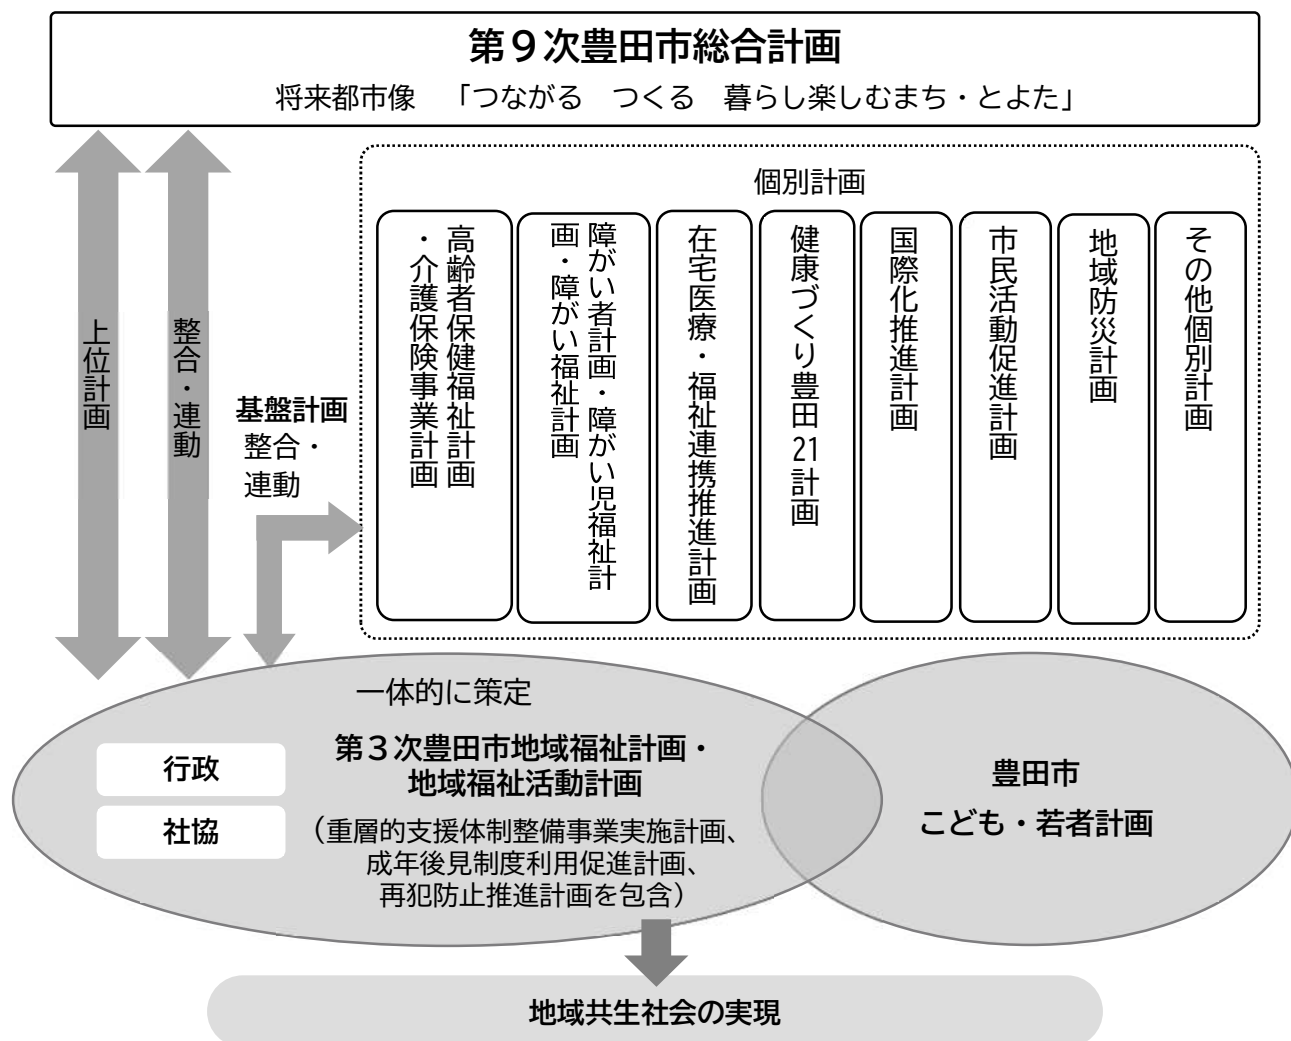 第９次豊田市総合計画
将来都市像　「つながる　つくる　暮らし楽しむまち・とよた」
上位計画
整合・連動
基盤計画
整合・
連動
個別計画
高齢者保健福祉計画
・介護保険事業計画
障がい者計画・障がい児福祉計
画・障がい福祉計画
在宅医療・福祉連携推進計画
健康づくり豊田21計画
国際化推進計画
市民活動促進計画
地域防災計画
その他個別計画
一体的に策定
行政
社協
第３次豊田市地域福祉計画・
地域福祉活動計画
（重層的支援体制整備事業実施計画、
成年後見制度利用促進計画、
再犯防止推進計画を包含）
豊田市
こども・若者計画
地域共生社会の実現